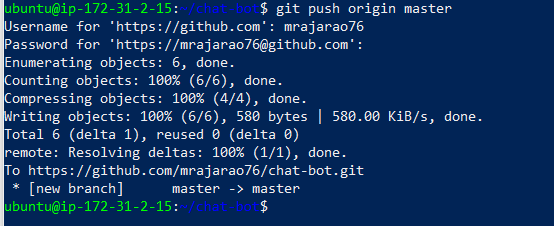 ubuntu@ip-172-31-2-15:~/chat bot$ git push origin master
Username for 'https://github.com': mrajarao76
Password for 'https://mrajarao76@github.com':
Enumerating objects: 6, done.
Counting objects: 100% (6/6), done.
Compressing objects: 100% (4/4), done.
Writing objects: 100% (6/6), 580 bytes | 580.00 KiB/s, done.
Total 6 (delta 1), reused 0 (delta 0)
remote: Resolving deltas: 100% (1/1), done.
To https://github.com/mrajarao76/chat-bot.git
 * [new branch]      master -> master
ubuntu@ip-172-31-2-15:~/chat bot$